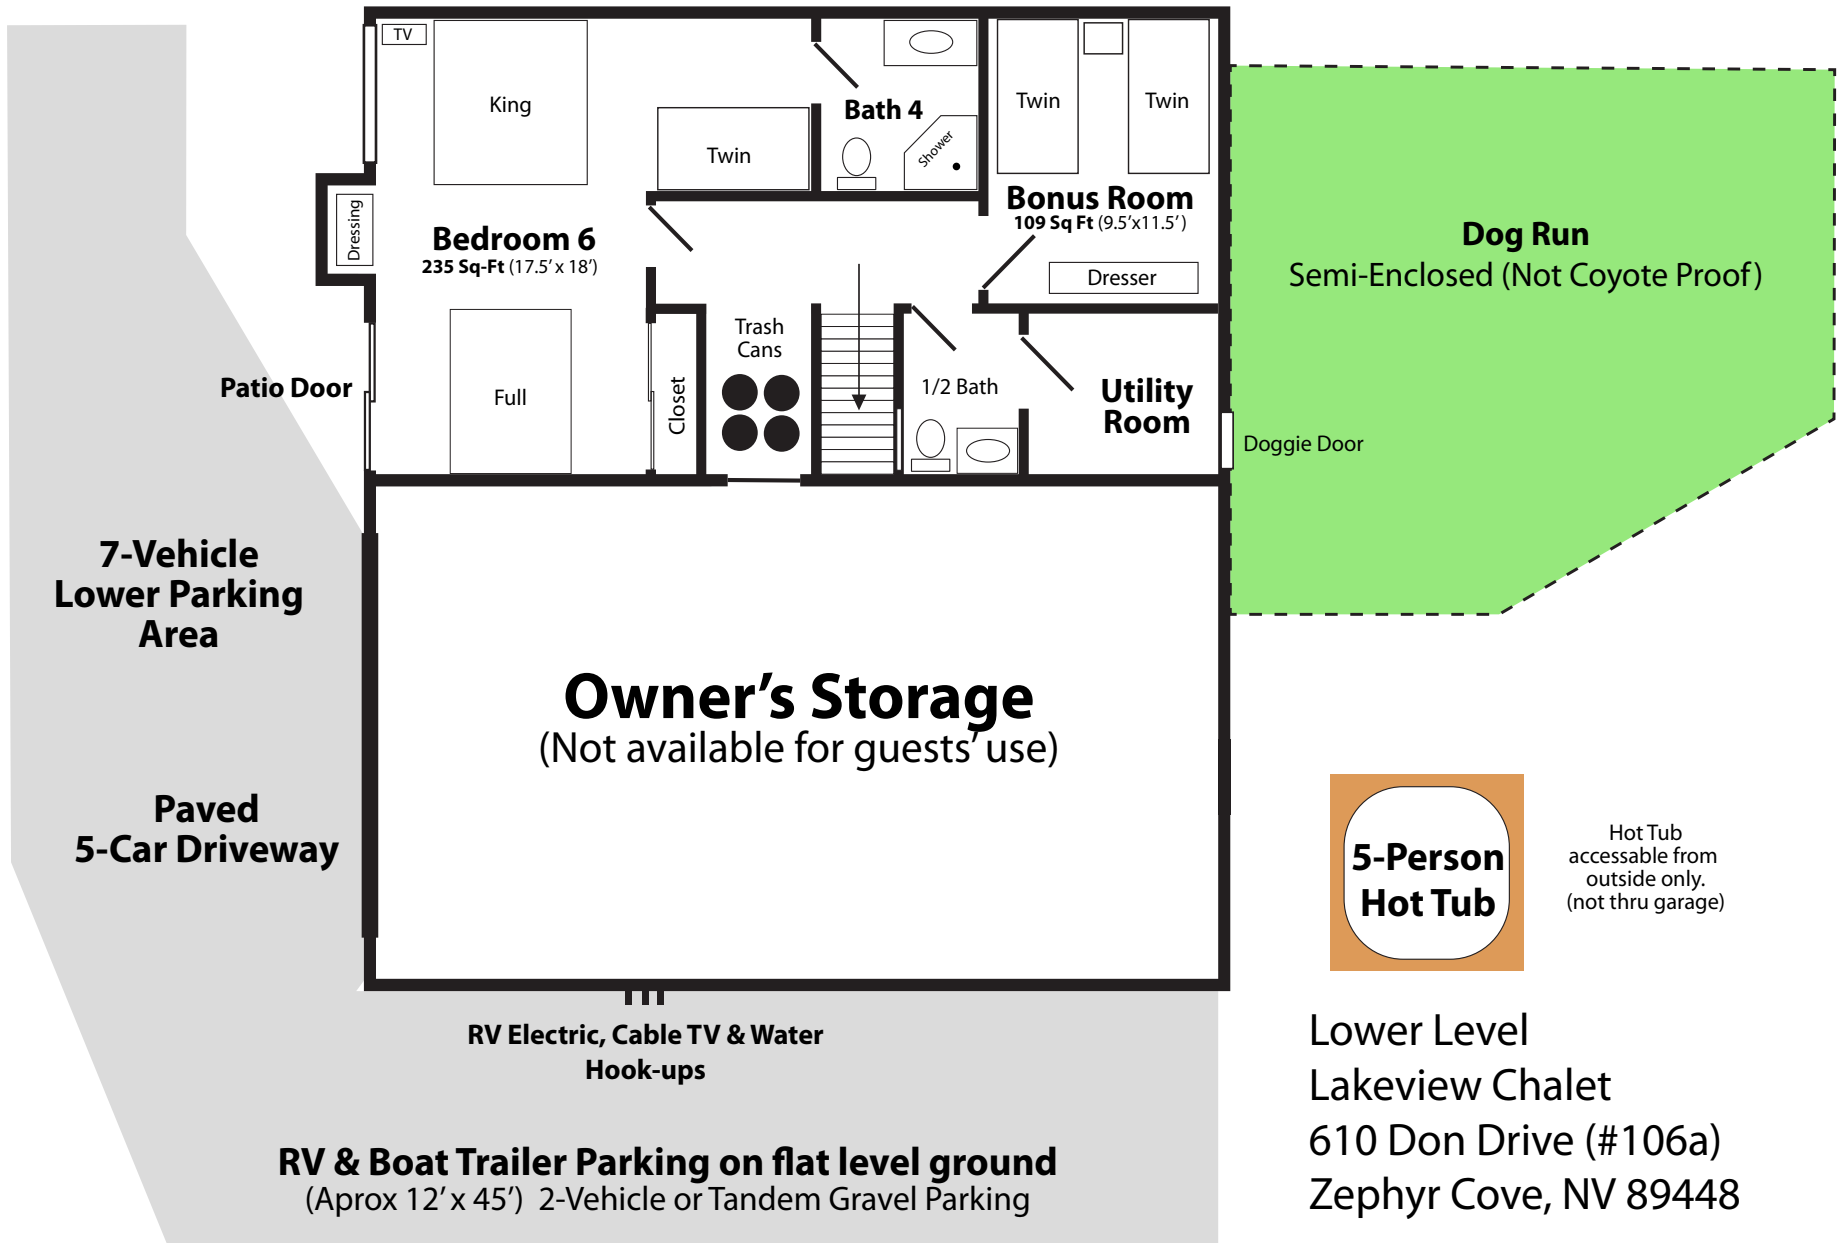 TV
King
Twin
Bath 4
Shower
Twin
Twin
Bonus Room
109 Sq Ft (9.5’x11.5’)
Dresser
Dressing
Bedroom 6
235 Sq-Ft (17.5’ x 18’)
Dog Run
Semi-Enclosed (Not Coyote Proof)
Trash
Cans
Patio Door
Full
Closet
1/2 Bath
Utility
Room
Doggie Door
7-Vehicle
Lower Parking
Area
Owner’s Storage
(Not available for guests’ use)
Paved
5-Car Driveway
5-Person
Hot Tub
Hot Tub
accessable from
outside only.
(not thru garage)
RV Electric, Cable TV & Water
Hook-ups
RV & Boat Trailer Parking on flat level ground
(Aprox 12’ x 45’) 2-Vehicle or Tandem Gravel Parking
Lower Level
Lakeview Chalet
610 Don Drive (#106a)
Zephyr Cove, NV 89448